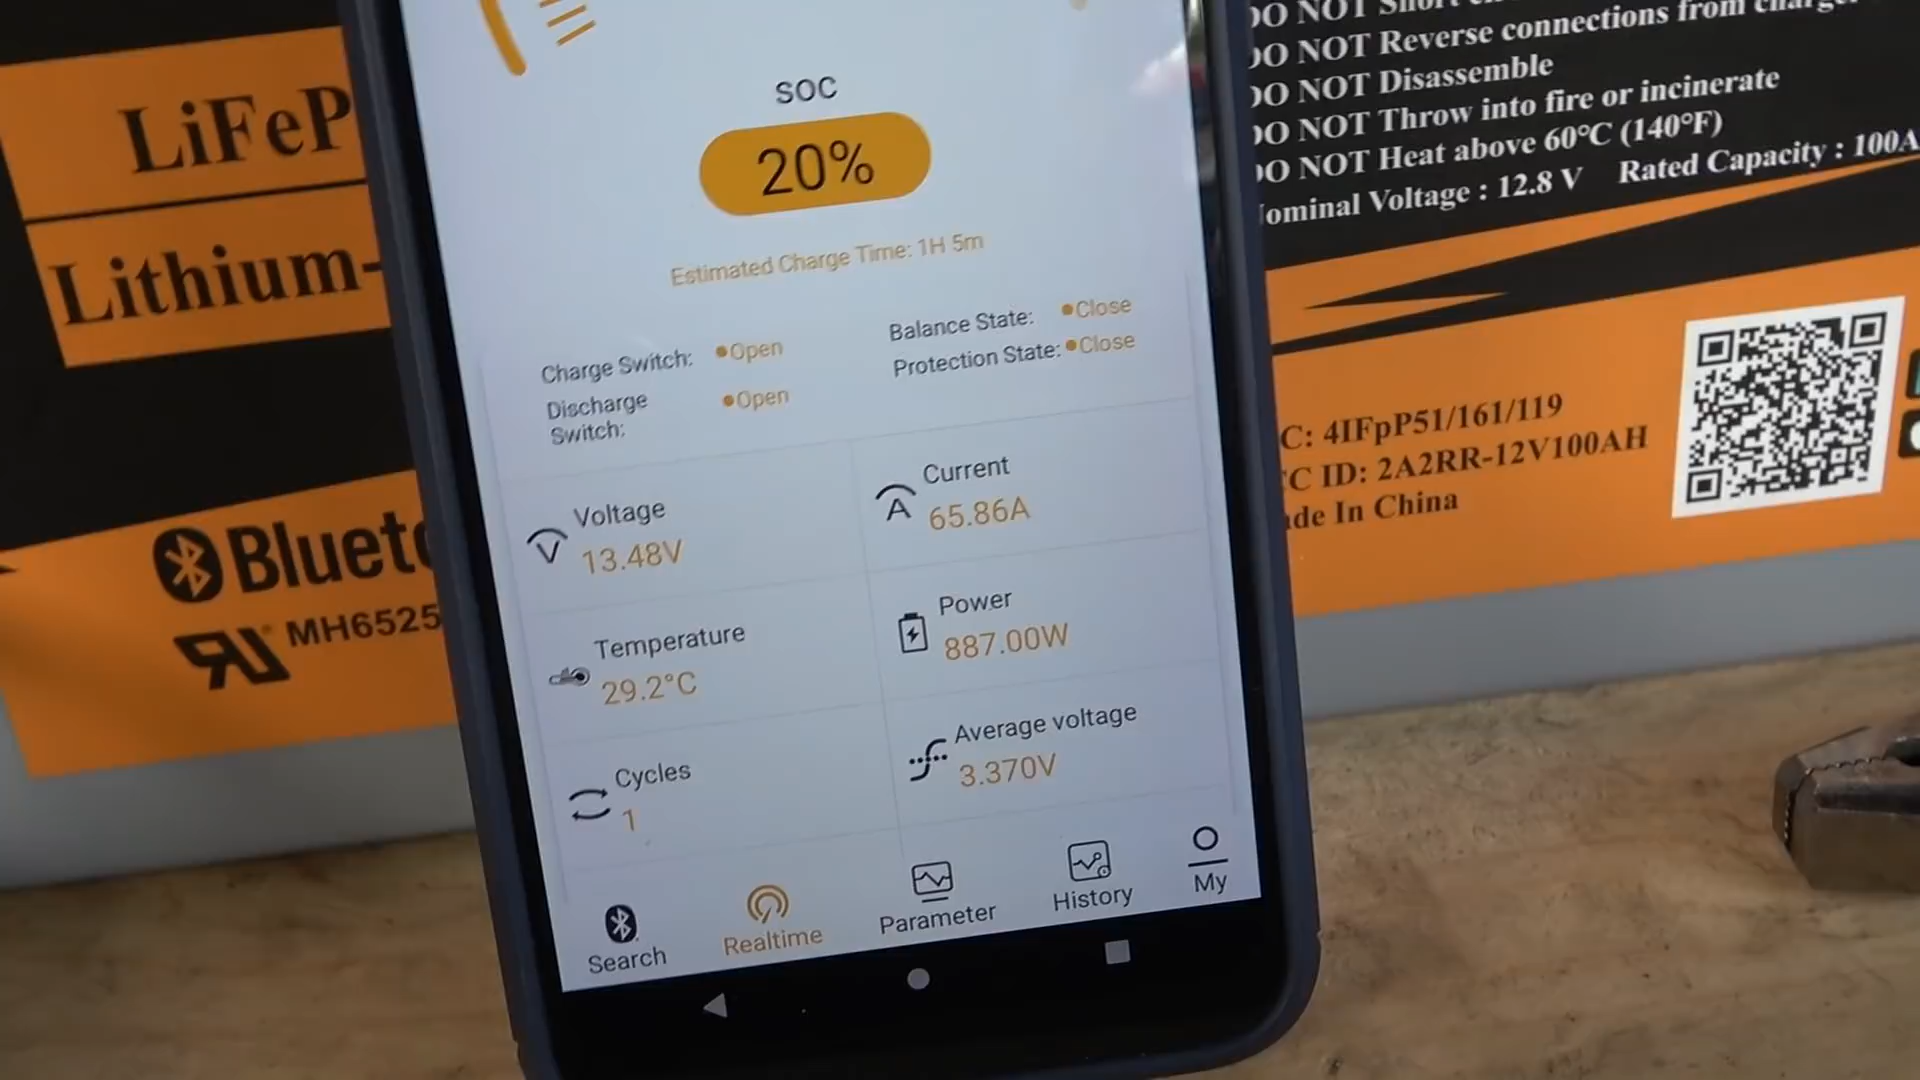 SOC
20%
Estimated Charge Time: 1H 5m
Charge Switch: Open
Discharge Switch: Open
Balance State: Close
Protection State: Close
Voltage
13.48V
Current
65.86A
Temperature
29.2°C
Power
887.00W
Cycles
1
Average voltage
3.370V
Search
Realtime
Parameter
History
My
LiFeP
Lithium-
Bluet
MH6525
DO NOT
DO NOT Reverse connections from
DO NOT Disassemble
DO NOT Throw into fire or incinerate
DO NOT Heat above 60°C (140°F)
Nominal Voltage : 12.8 V Rated Capacity : 100A
C: 4IFpP51/161/119
C ID: 2A2RR-12V100AH
de In China